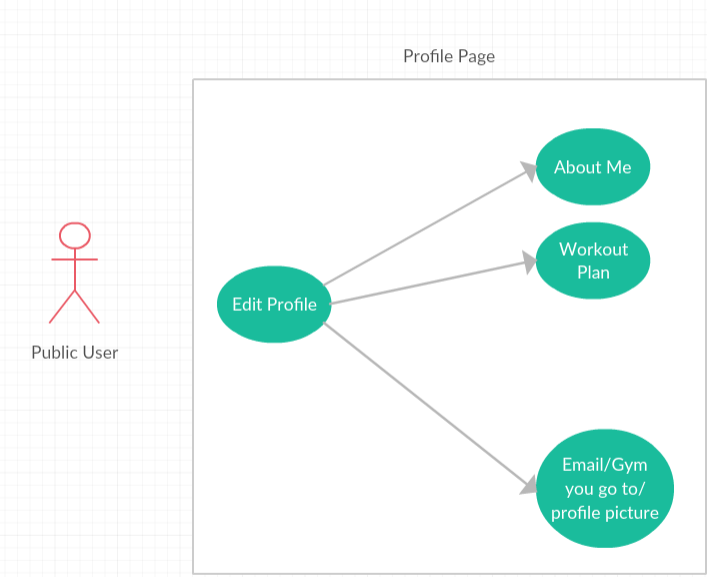 Profile Page
About Me
Workout
Plan
Edit Profile
Public User
Email/Gym
you go to/
profile picture